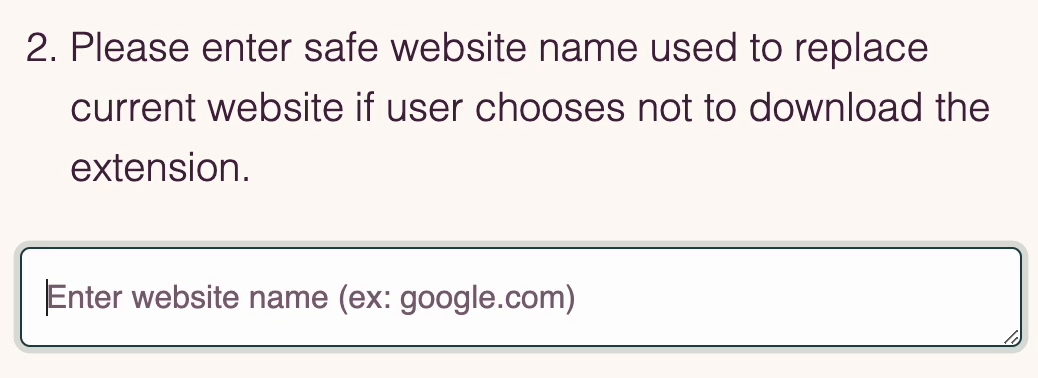 2. Please enter safe website name used to replace
current website if user chooses not to download the
extension.
Enter website name (ex: google.com)